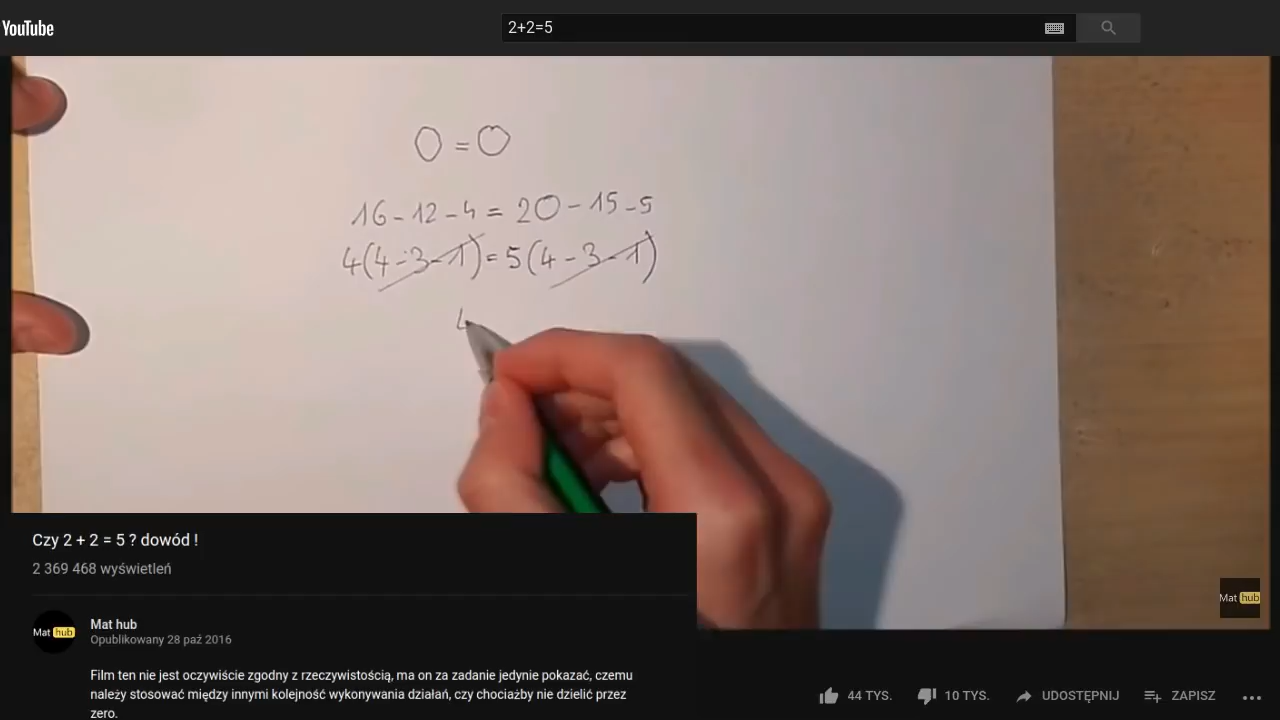 YouTube
2+2=5
0 = 0
16 - 12 - 4 = 20 - 15 - 5
4(4 - 3 - 1) = 5(4 - 3 - 1)
4
Mat hub
Czy 2 + 2 = 5 ? dowód !
2 369 468 wyświetleń
Mat hub
Mat hub
Opublikowany 28 paź 2016
Film ten nie jest oczywiście zgodny z rzeczywistością, ma on za zadanie jedynie pokazać, czemu
należy stosować między innymi kolejność wykonywania działań, czy chociażby nie dzielić przez
zero.
44 TYS. 10 TYS. UDOSTĘPNIJ ZAPISZ